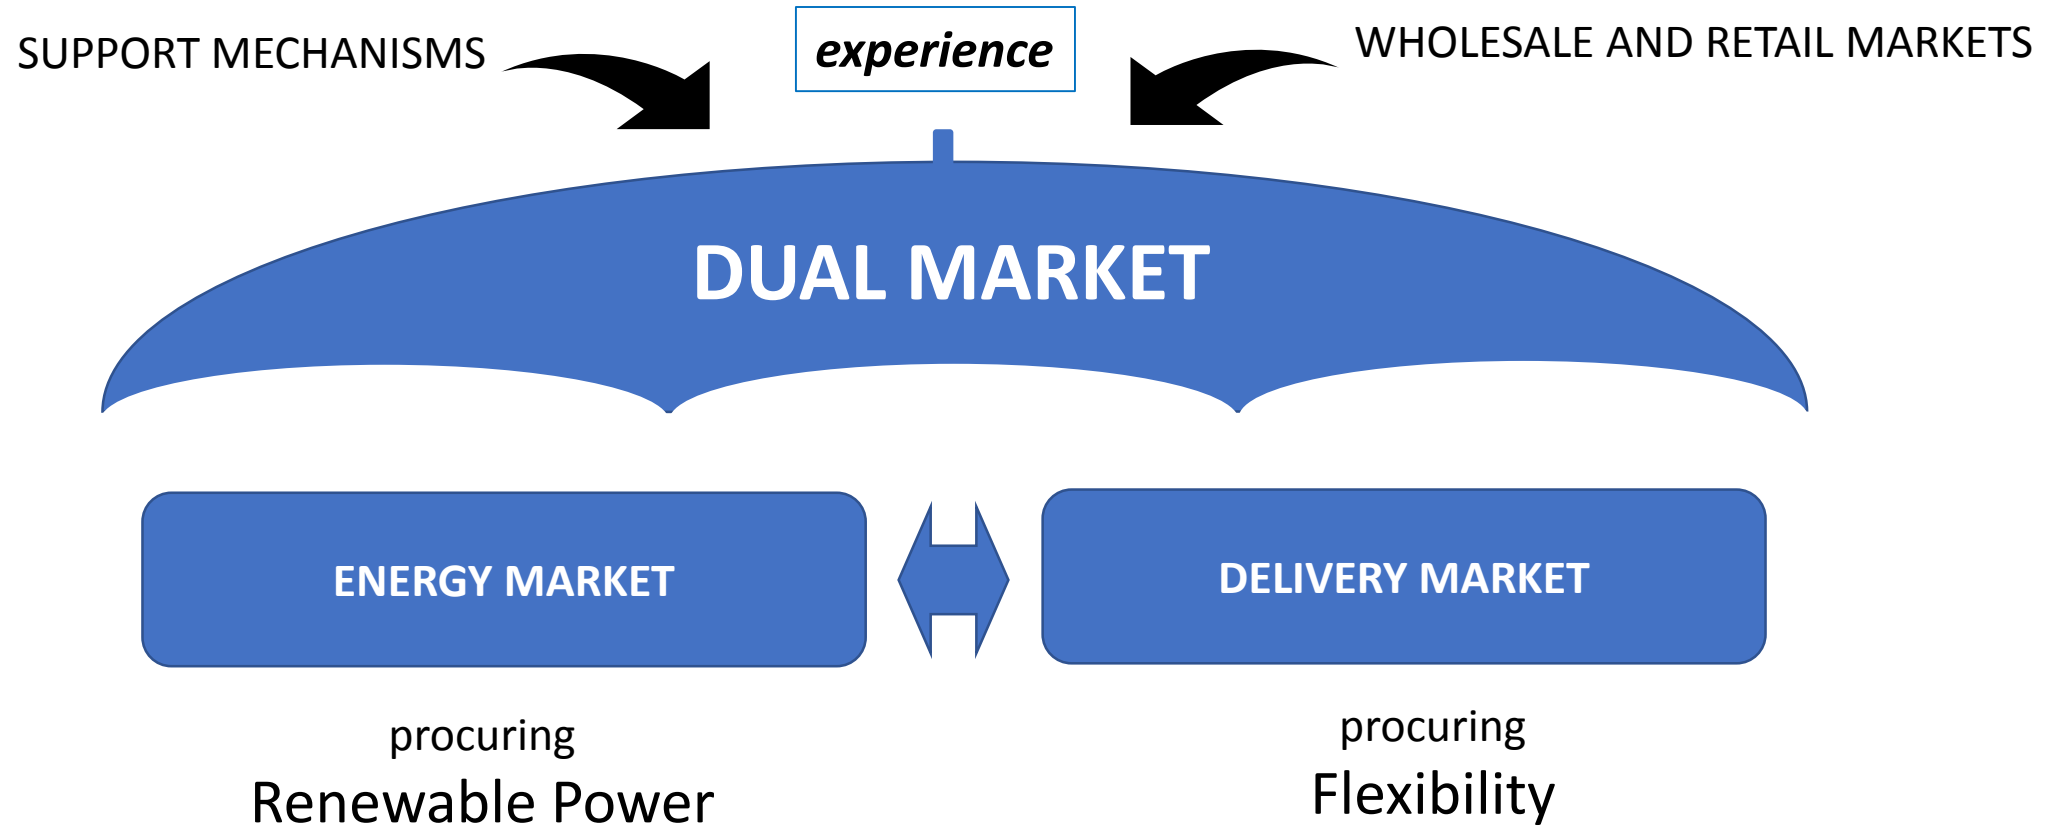 SUPPORT MECHANISMS
experience
WHOLESALE AND RETAIL MARKETS
DUAL MARKET
ENERGY MARKET
DELIVERY MARKET
procuring
Renewable Power
procuring
Flexibility